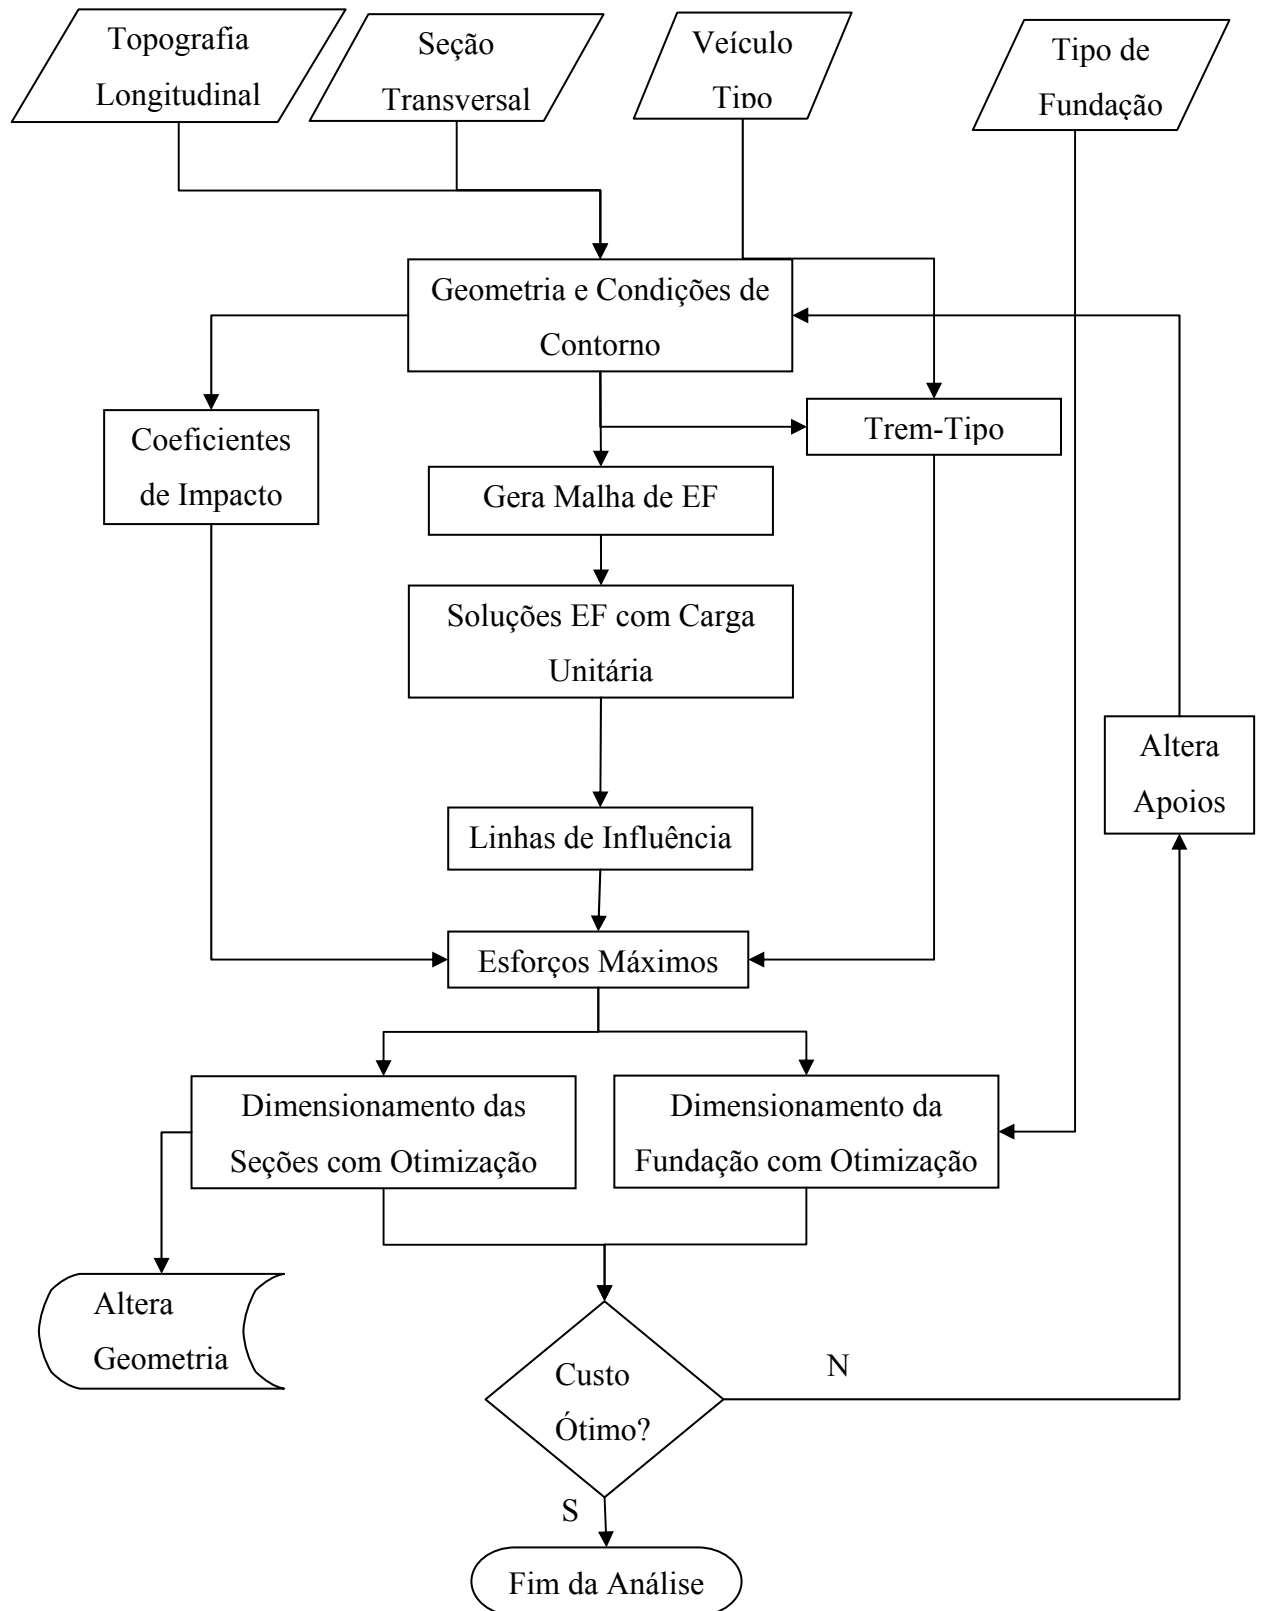 Topografia
Longitudinal
Seção
Transversal
Veículo
Tipo
Tipo de
Fundação
Geometria e Condições de
Contorno
Coeficientes
de Impacto
Trem-Tipo
Gera Malha de EF
Soluções EF com Carga
Unitária
Altera
Apoios
Linhas de Influência
Esforços Máximos
Dimensionamento das
Seções com Otimização
Dimensionamento da
Fundação com Otimização
Altera
Geometria
Custo
Ótimo?
N
S
Fim da Análise